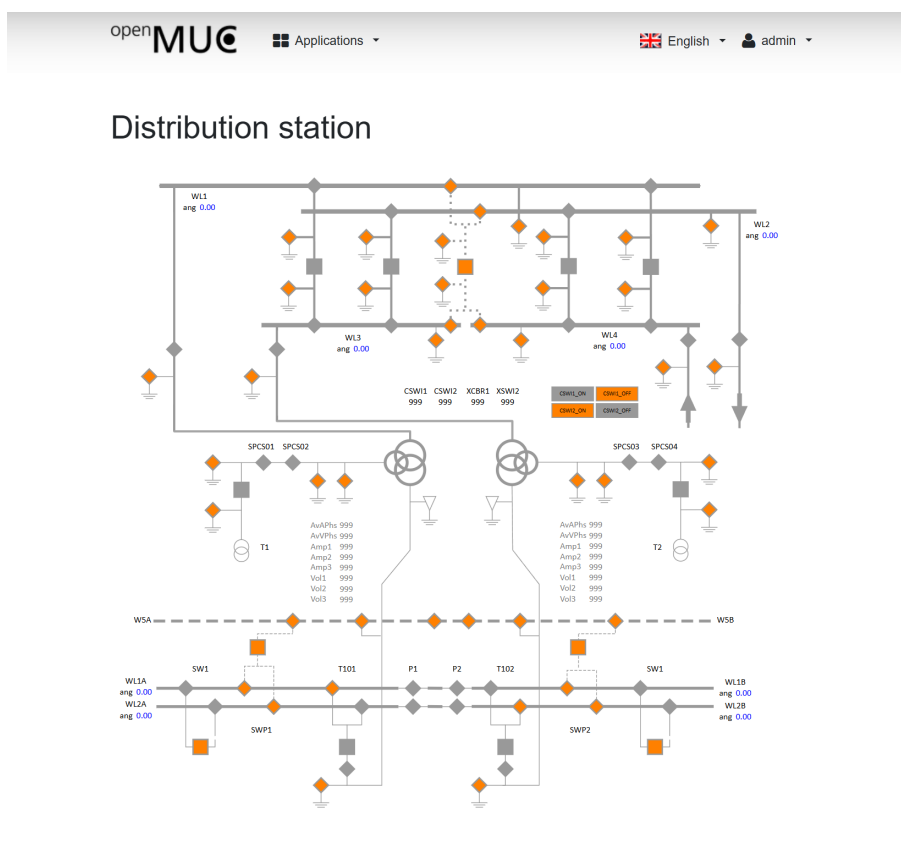 openMUC Applications English admin
Distribution station
WL1
ang 0.00
WL2
ang 0.00
WL3
ang 0.00
WL4
ang 0.00
CSWI1 CSWI2 XCBR1 XSWI2
999 999 999 999
CSWI1_ON CSWI1_OFF
CSWI2_ON CSWI2_OFF
SPCS01 SPCS02
SPCS03 SPCS04
T1
T2
AvAPhs 999
AvVPhs 999
Amp1 999
Amp2 999
Amp3 999
Vol1 999
Vol2 999
Vol3 999
AvAPhs 999
AvVPhs 999
Amp1 999
Amp2 999
Amp3 999
Vol1 999
Vol2 999
Vol3 999
W5A W5B
SW1 T101 P1 P2 T102 SW1
WL1A
ang 0.00
WL2A
ang 0.00
WL1B
ang 0.00
WL2B
ang 0.00
SWP1 SWP2